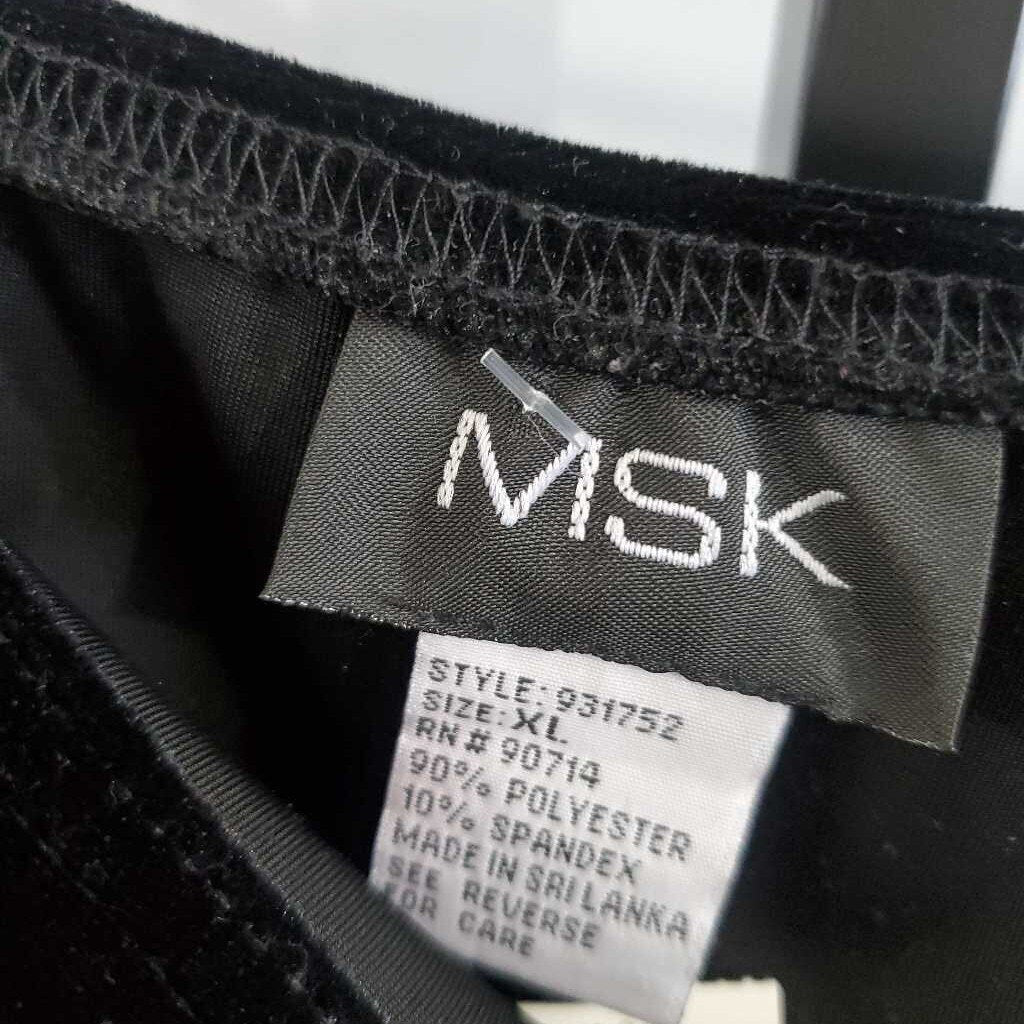 MSK
STYLE: 931752
SIZE: XL
RN # 90714
90% POLYESTER
10% SPANDEX
MADE IN SRI LANKA
SEE REVERSE
FOR CARE